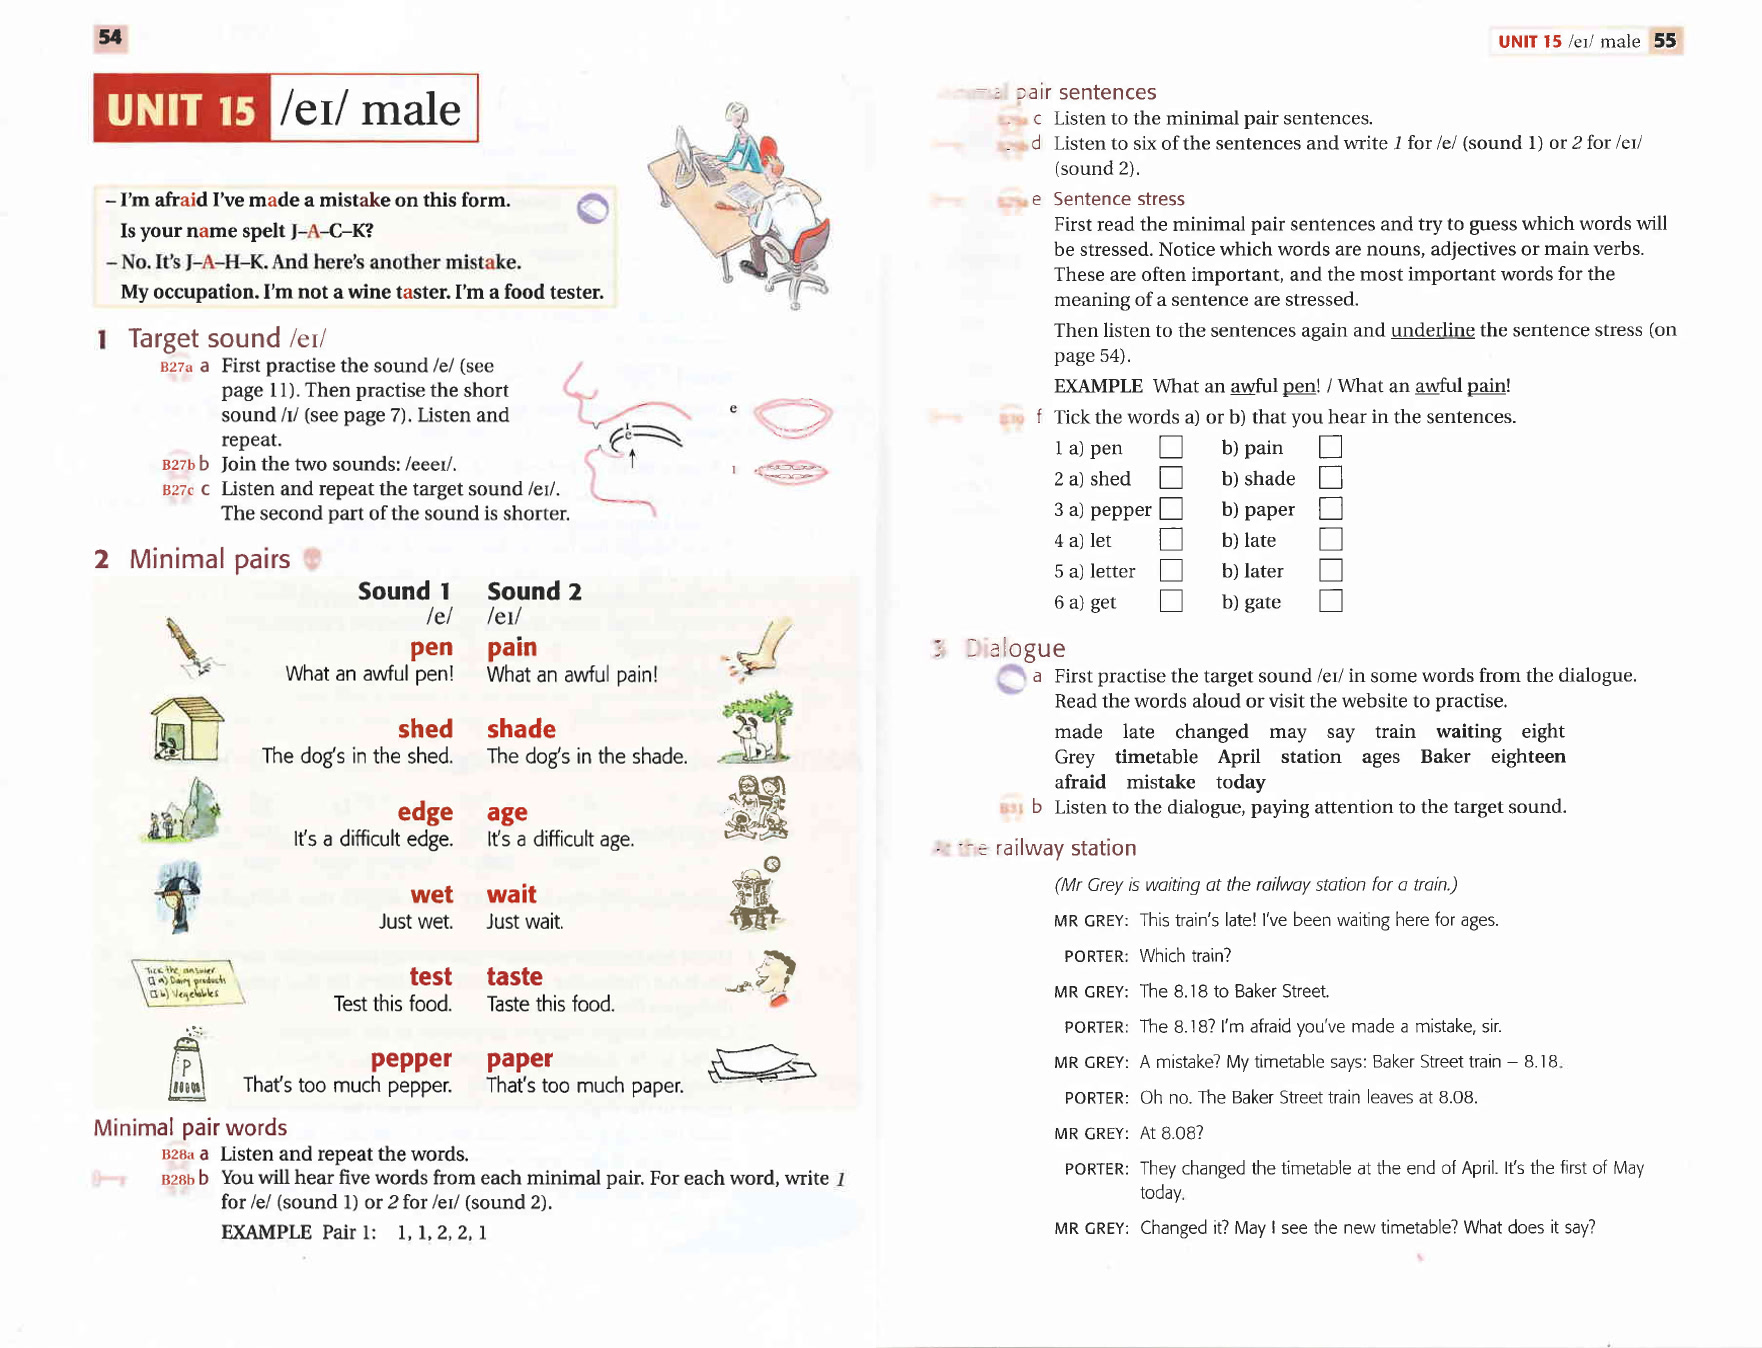 54
UNIT 15 /eɪ/ male
– I'm afraid I've made a mistake on this form.
Is your name spelt J–A–C–K?
– No. It's J–A–H–K. And here's another mistake.
My occupation. I'm not a wine taster. I'm a food tester.
1 Target sound /eɪ/
B27a a First practise the sound /e/ (see
page 11). Then practise the short
sound /ɪ/ (see page 7). Listen and
repeat.
B27b b Join the two sounds: /eeeɪ/.
B27c c Listen and repeat the target sound /eɪ/.
The second part of the sound is shorter.
e
ɪ
ɪ
e
2 Minimal pairs
Sound 1 Sound 2
/e/ /eɪ/
pen pain
What an awful pen! What an awful pain!
shed shade
The dog's in the shed. The dog's in the shade.
edge age
It's a difficult edge. It's a difficult age.
wet wait
Just wet. Just wait.
Tick the answer
a) Dairy products
b) Vegetables
test taste
Test this food. Taste this food.
P
pepper paper
That's too much pepper. That's too much paper.
Minimal pair words
B28a a Listen and repeat the words.
B28b b You will hear five words from each minimal pair. For each word, write 1
for /e/ (sound 1) or 2 for /eɪ/ (sound 2).
EXAMPLE Pair 1: 1, 1, 2, 2, 1
UNIT 15 /eɪ/ male 55
pair sentences
c Listen to the minimal pair sentences.
d Listen to six of the sentences and write 1 for /e/ (sound 1) or 2 for /eɪ/
(sound 2).
e Sentence stress
First read the minimal pair sentences and try to guess which words will
be stressed. Notice which words are nouns, adjectives or main verbs.
These are often important, and the most important words for the
meaning of a sentence are stressed.
Then listen to the sentences again and underline the sentence stress (on
page 54).
EXAMPLE What an awful pen! / What an awful pain!
f Tick the words a) or b) that you hear in the sentences.
1 a) pen b) pain
2 a) shed b) shade
3 a) pepper b) paper
4 a) let b) late
5 a) letter b) later
6 a) get b) gate
3 Dialogue
a First practise the target sound /eɪ/ in some words from the dialogue.
Read the words aloud or visit the website to practise.
made late changed may say train waiting eight
Grey timetable April station ages Baker eighteen
afraid mistake today
B31 b Listen to the dialogue, paying attention to the target sound.
At the railway station
(Mr Grey is waiting at the railway station for a train.)
MR GREY: This train's late! I've been waiting here for ages.
PORTER: Which train?
MR GREY: The 8.18 to Baker Street.
PORTER: The 8.18? I'm afraid you've made a mistake, sir.
MR GREY: A mistake? My timetable says: Baker Street train – 8.18.
PORTER: Oh no. The Baker Street train leaves at 8.08.
MR GREY: At 8.08?
PORTER: They changed the timetable at the end of April. It's the first of May
today.
MR GREY: Changed it? May I see the new timetable? What does it say?